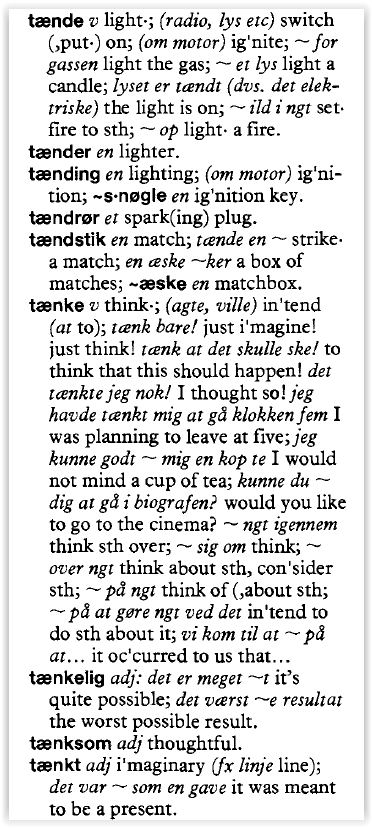 tænde v light·; (radio, lys etc) switch
(,put·) on; (om motor) ig'nite; ~ for
gassen light the gas; ~ et lys light a
candle; lyset er tændt (dvs. det elek-
triske) the light is on; ~ ild i ngt set·
fire to sth; ~ op light· a fire.
tænder en lighter.
tænding en lighting; (om motor) ig'ni-
tion; ~s·nøgle en ig'nition key.
tændrør et spark(ing) plug.
tændstik en match; tænde en ~ strike·
a match; en æske ~ker a box of
matches; ~æske en matchbox.
tænke v think·; (agte, ville) in'tend
(at to); tænk bare! just i'magine!
just think! tænk at det skulle ske! to
think that this should happen! det
tænkte jeg nok! I thought so! jeg
havde tænkt mig at gå klokken fem I
was planning to leave at five; jeg
kunne godt ~ mig en kop te I would
not mind a cup of tea; kunne du ~
dig at gå i biografen? would you like
to go to the cinema? ~ ngt igennem
think sth over; ~ sig om think; ~
over ngt think about sth, con'sider
sth; ~ på ngt think of (,about sth;
~ på at gøre ngt ved det in'tend to
do sth about it; vi kom til at ~ på
at... it oc'curred to us that...
tænkelig adj: det er meget ~t it's
quite possible; det værst ~e resultat
the worst possible result.
tænksom adj thoughtful.
tænkt adj i'maginary (fx linje line);
det var ~ som en gave it was meant
to be a present.